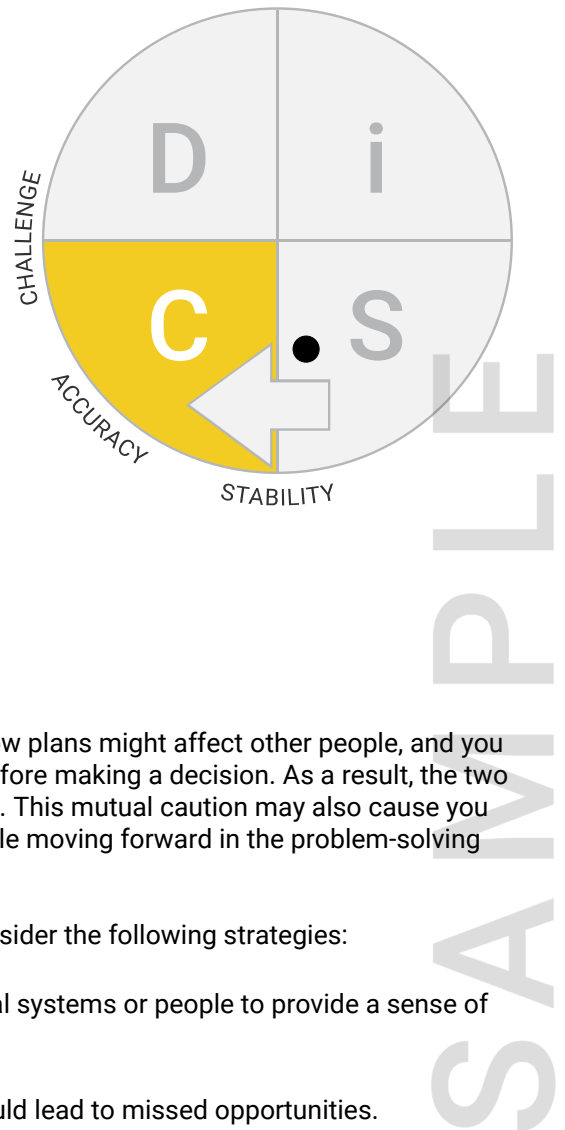 D
i
CHALLENGE
C
S
ACCURACY
STABILITY
ow plans might affect other people, and you
fore making a decision. As a result, the two
. This mutual caution may also cause you
le moving forward in the problem-solving
sider the following strategies:
al systems or people to provide a sense of
uld lead to missed opportunities.
SAMPLE